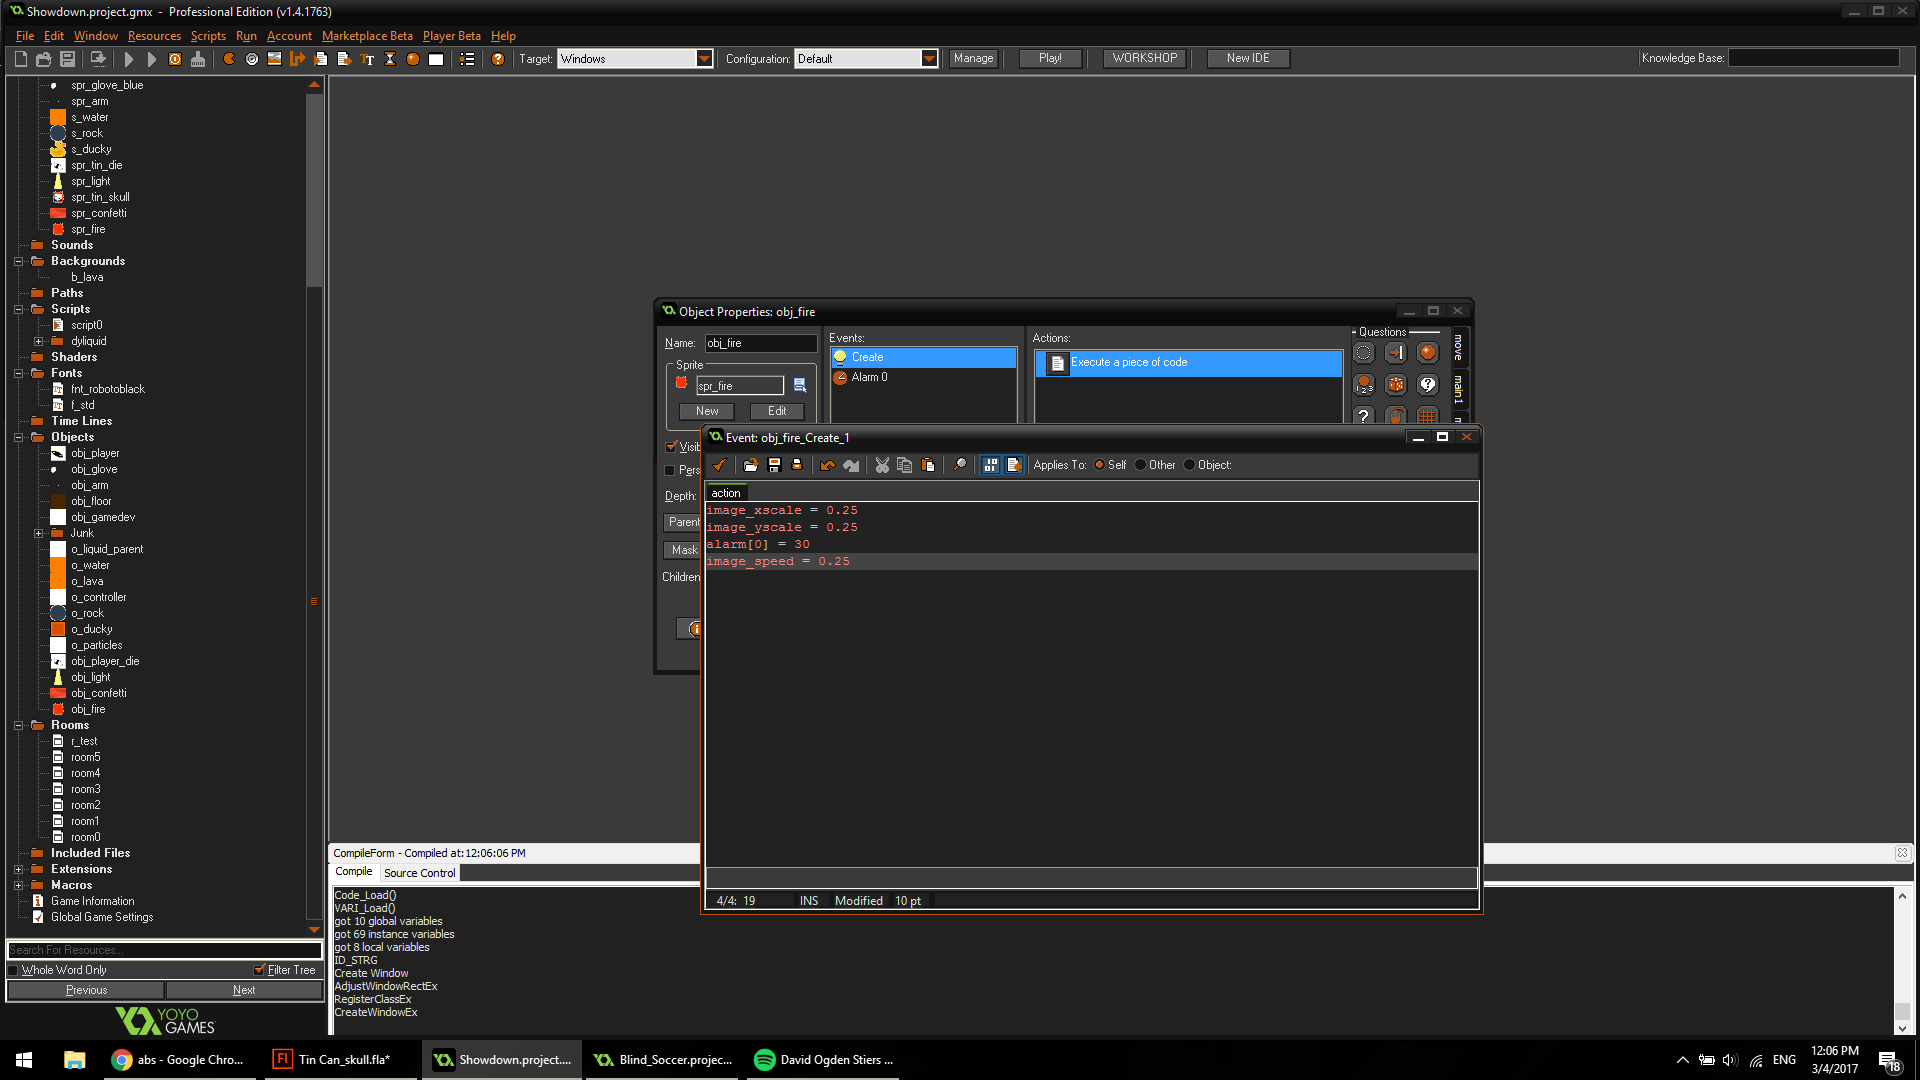 Showdown.project.gmx - Professional Edition (v1.4.1763)
File Edit Window Resources Scripts Run Account Marketplace Beta Player Beta Help
Target: Windows Configuration: Default Manage Play! WORKSHOP New IDE Knowledge Base:
spr_glove_blue
spr_arm
s_water
s_rock
s_ducky
spr_tin_die
spr_light
spr_tin_skull
spr_confetti
spr_fire
Sounds
Backgrounds
b_lava
Paths
Scripts
script0
dyliquid
Shaders
Fonts
fnt_robotoblack
f_std
Time Lines
Objects
obj_player
obj_glove
obj_arm
obj_floor
obj_gamedev
Junk
o_liquid_parent
o_water
o_lava
o_controller
o_rock
o_ducky
o_particles
obj_player_die
obj_light
obj_confetti
obj_fire
Rooms
r_test
room5
room4
room3
room2
room1
room0
Included Files
Extensions
Macros
Game Information
Global Game Settings
Search For Resources...
Whole Word Only Filter Tree
Previous Next
YOYO
GAMES
Object Properties: obj_fire
Name: obj_fire
Sprite
spr_fire
New Edit
Visib
Pers
Depth:
Parent
Mask
Children
Events:
Create
Alarm 0
Actions:
Execute a piece of code
Questions
move
main1
Event: obj_fire_Create_1
Applies To: Self Other Object:
action
image_xscale = 0.25
image_yscale = 0.25
alarm[0] = 30
image_speed = 0.25
4/4: 19 INS Modified 10 pt
CompileForm - Compiled at: 12:06:06 PM
Compile Source Control
Code_Load()
VARI_Load()
got 10 global variables
got 69 instance variables
got 8 local variables
ID_STRG
Create Window
AdjustWindowRectEx
RegisterClassEx
CreateWindowEx
abs - Google Chro... Tin Can_skull.fla* Showdown.project.... Blind_Soccer.projec... David Ogden Stiers ...
ENG
12:06 PM
3/4/2017
18